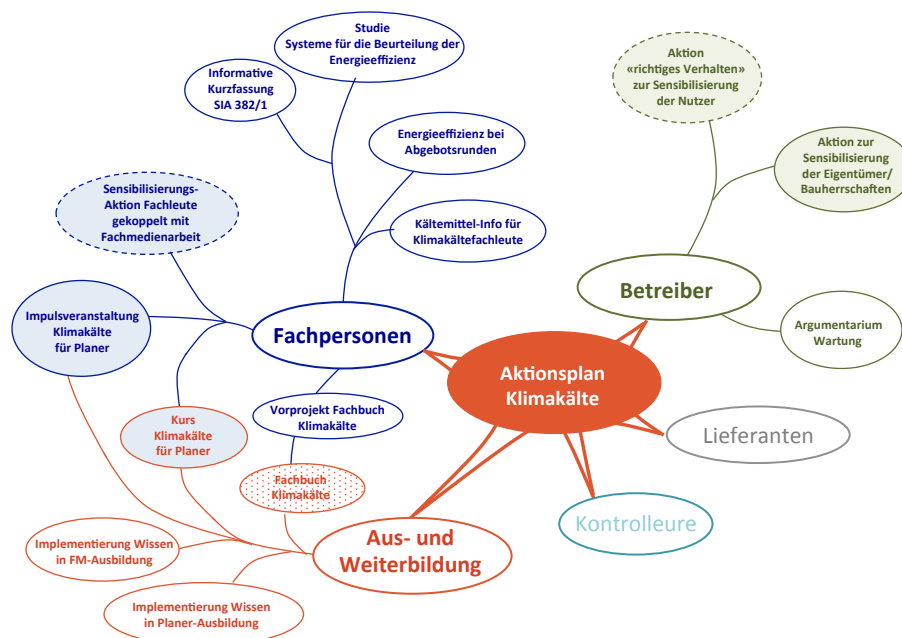 Studie
Systeme für die Beurteilung der
Energieeffizienz
Informative
Kurzfassung
SIA 382/1
Energieeffizienz bei
Abgebotsrunden
Kältemittel-Info für
Klimakältefachleute
Sensibilisierungs-
Aktion Fachleute
gekoppelt mit
Fachmedienarbeit
Impulsveranstaltung
Klimakälte
für Planer
Fachpersonen
Vorprojekt Fachbuch
Klimakälte
Kurs
Klimakälte
für Planer
Fachbuch
Klimakälte
Implementierung Wissen
in FM-Ausbildung
Implementierung Wissen
in Planer-Ausbildung
Aus- und
Weiterbildung
Aktionsplan
Klimakälte
Aktion
«richtiges Verhalten»
zur Sensibilisierung
der Nutzer
Aktion zur
Sensibilisierung
der Eigentümer/
Bauherrschaften
Betreiber
Argumentarium
Wartung
Lieferanten
Kontrolleure